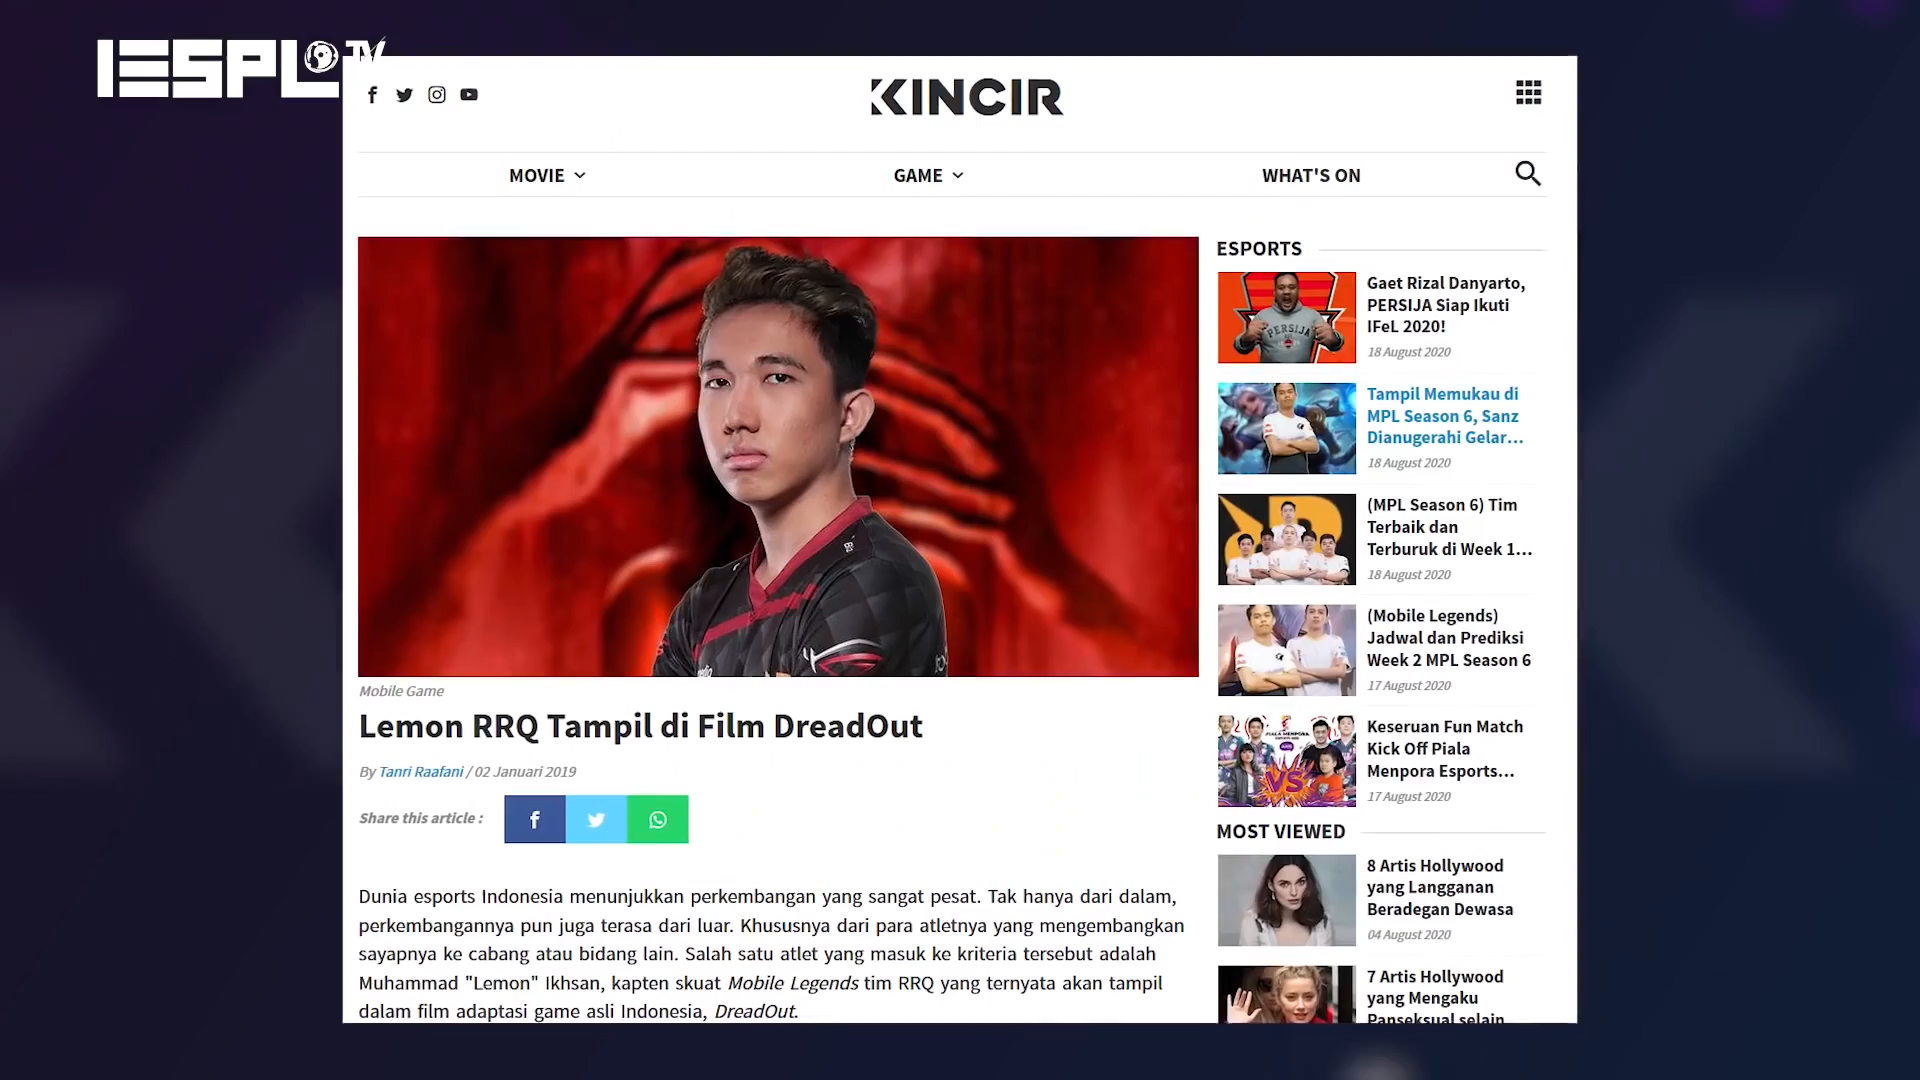 IESPL TV
KINCIR
MOVIE
GAME
WHAT'S ON
Mobile Game
Lemon RRQ Tampil di Film DreadOut
By Tanri Raafani / 02 Januari 2019
Share this article :
Dunia esports Indonesia menunjukkan perkembangan yang sangat pesat. Tak hanya dari dalam,
perkembangannya pun juga terasa dari luar. Khususnya dari para atletnya yang mengembangkan
sayapnya ke cabang atau bidang lain. Salah satu atlet yang masuk ke kriteria tersebut adalah
Muhammad "Lemon" Ikhsan, kapten skuat Mobile Legends tim RRQ yang ternyata akan tampil
dalam film adaptasi game asli Indonesia, DreadOut.
ESPORTS
PERSIJA
Gaet Rizal Danyarto,
PERSIJA Siap Ikuti
IFeL 2020!
18 August 2020
Tampil Memukau di
MPL Season 6, Sanz
Dianugerahi Gelar...
18 August 2020
(MPL Season 6) Tim
Terbaik dan
Terburuk di Week 1...
18 August 2020
(Mobile Legends)
Jadwal dan Prediksi
Week 2 MPL Season 6
17 August 2020
PIALA MENPORA
VS
Keseruan Fun Match
Kick Off Piala
Menpora Esports...
17 August 2020
MOST VIEWED
8 Artis Hollywood
yang Langganan
Beradegan Dewasa
04 August 2020
7 Artis Hollywood
yang Mengaku
Panseksual selain